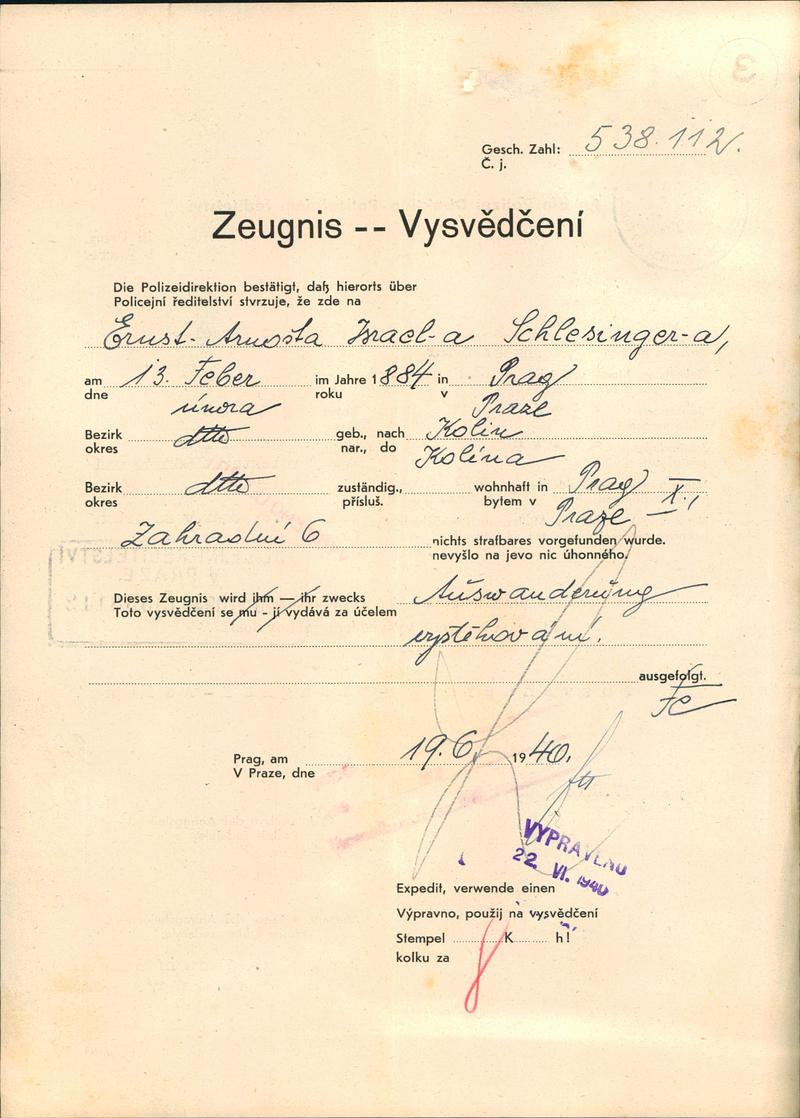 Gesch. Zahl: 538.112/.
Č. j.
Zeugnis -- Vysvědčení
Die Polizeidirektion bestätigt, daß hierorts über
Policejní ředitelství stvrzuje, že zde na
Ernst- Arnošta Israel-a Schlesinger-a,
am 13. Feber im Jahre 1884 in Prag
dne února roku v Praze
Bezirk dtto geb., nach Kolin
okres nar., do Kolína
Bezirk dtto zuständig., wohnhaft in Prag X.,
okres přísluš. bytem v Praze
Zahradní 6 nichts strafbares vorgefunden wurde.
nevyšlo na jevo nic úhonného.
Dieses Zeugnis wird ihm — ihr zwecks Auswanderung
Toto vysvědčení se mu - jí vydává za účelem
vystěhování.
ausgefolgt.
Prag, am 19.6. 1940.
V Praze, dne
VYPRAVENO
22. VI. 1940
Expedit, verwende einen
Výpravno, použij na vysvědčení
Stempel K h!
kolku za 8